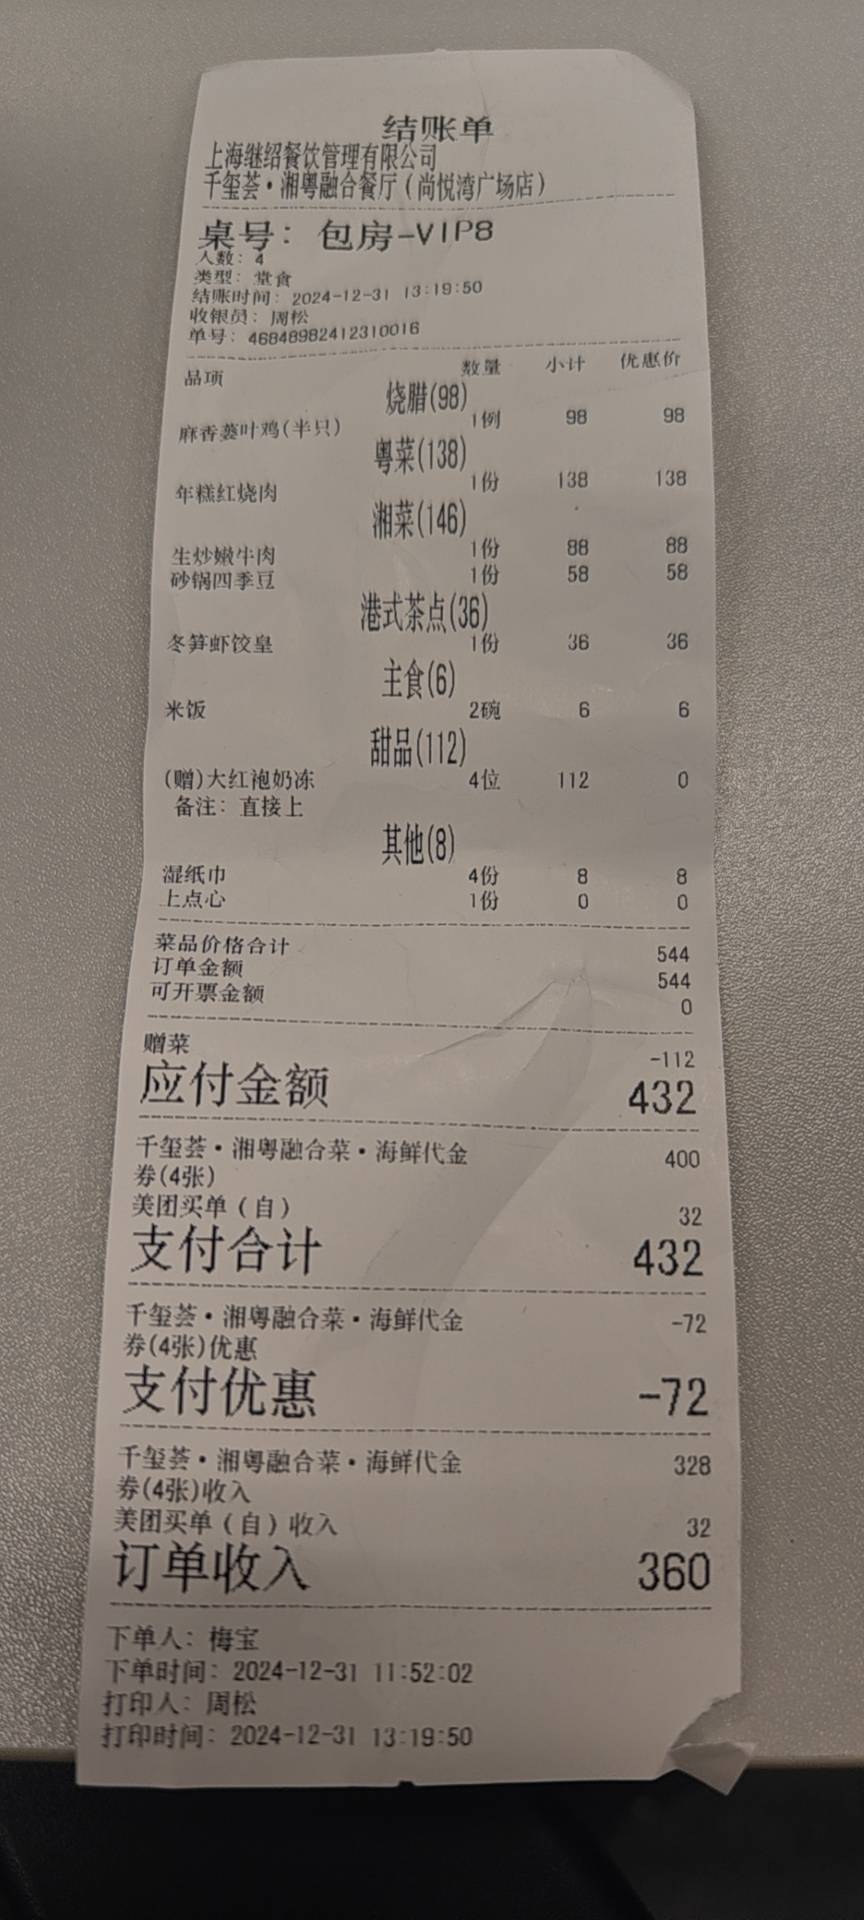 结账单
上海继绍餐饮管理有限公司
千玺荟·湘粤融合餐厅(尚悦湾广场店)
桌号: 包房-VIP8
人数: 4
类型: 堂食
结账时间: 2024-12-31 13:19:50
收银员: 周松
单号: 46848982412310016
品项 数量 小计 优惠价
烧腊(98)
麻香蒌叶鸡(半只) 1例 98 98
粤菜(138)
年糕红烧肉 1份 138 138
湘菜(146)
生炒嫩牛肉 1份 88 88
砂锅四季豆 1份 58 58
港式茶点(36)
冬笋虾饺皇 1份 36 36
主食(6)
米饭 2碗 6 6
甜品(112)
(赠)大红袍奶冻 4位 112 0
备注: 直接上
其他(8)
湿纸巾 4份 8 8
上点心 1份 0 0
菜品价格合计 544
订单金额 544
可开票金额 0
赠菜 -112
应付金额 432
千玺荟·湘粤融合菜·海鲜代金 400
券(4张)
美团买单(自) 32
支付合计 432
千玺荟·湘粤融合菜·海鲜代金 -72
券(4张)优惠
支付优惠 -72
千玺荟·湘粤融合菜·海鲜代金 328
券(4张)收入
美团买单(自)收入 32
订单收入 360
下单人: 梅宝
下单时间: 2024-12-31 11:52:02
打印人: 周松
打印时间: 2024-12-31 13:19:50